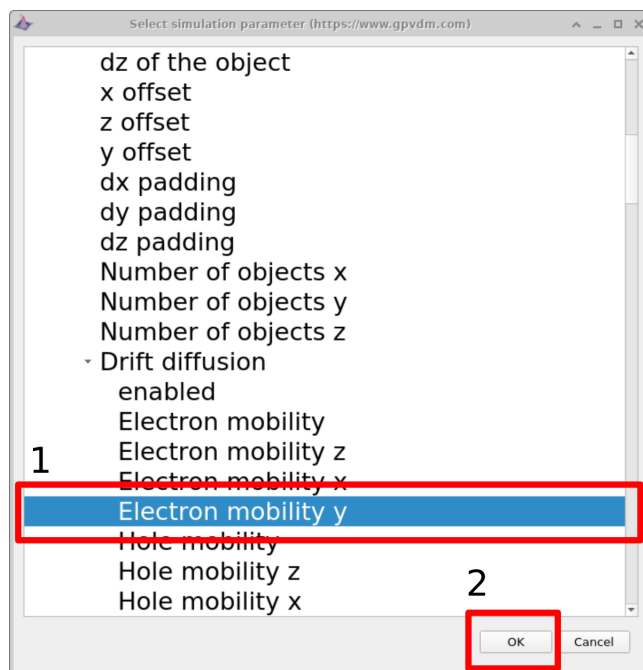 Select simulation parameter (https://www.gpvdm.com)
dz of the object
x offset
z offset
y offset
dx padding
dy padding
dz padding
Number of objects x
Number of objects y
Number of objects z
Drift diffusion
enabled
Electron mobility
Electron mobility z
1
Electron mobility x
Electron mobility y
Hole mobility
Hole mobility z
Hole mobility x
2
OK
Cancel